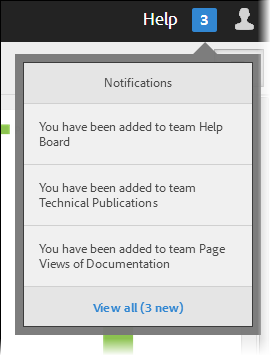 Help 3
Notifications
You have been added to team Help
Board
You have been added to team
Technical Publications
You have been added to team Page
Views of Documentation
View all (3 new)